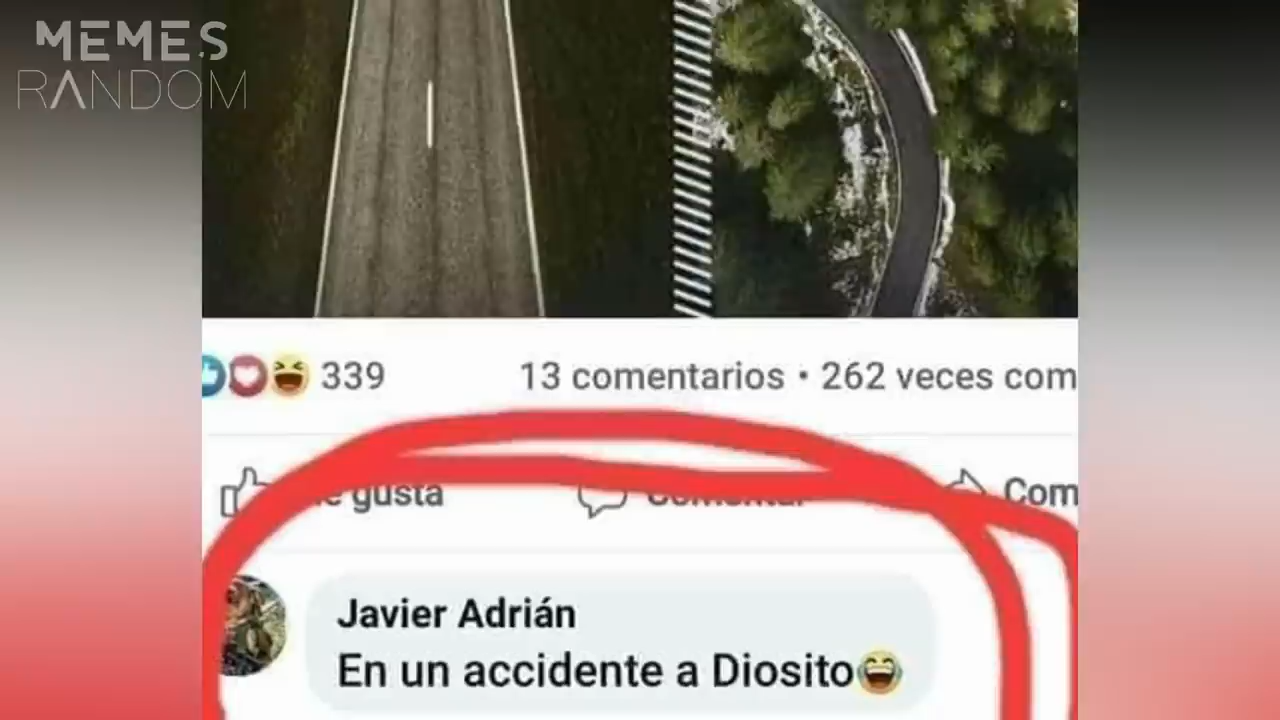 MEMES
RANDOM
339
13 comentarios • 262 veces com
gusta
Com
Javier Adrián
En un accidente a Diosito😂